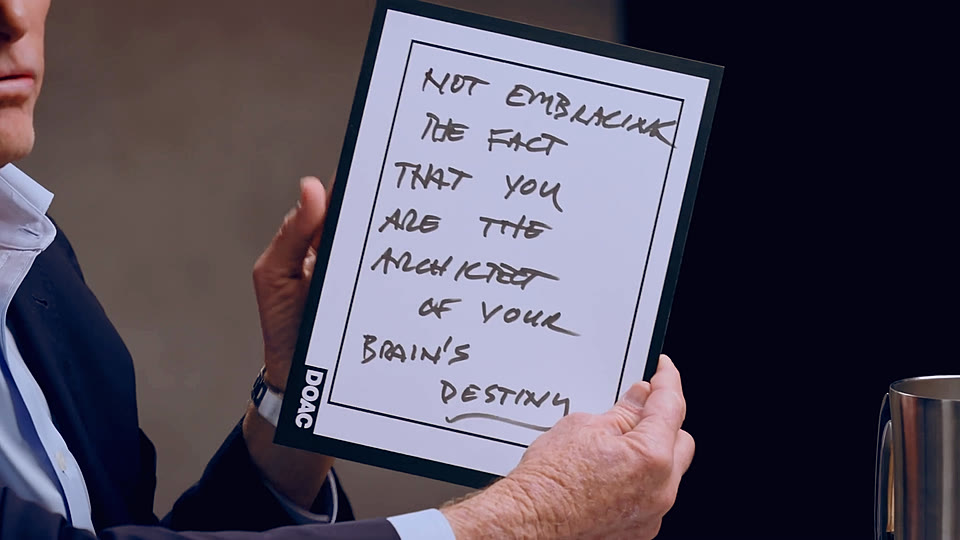 NOT EMBRACING
THE FACT
THAT YOU
ARE THE
ARCHITECT
OF YOUR
BRAIN'S
DESTINY
DOAC